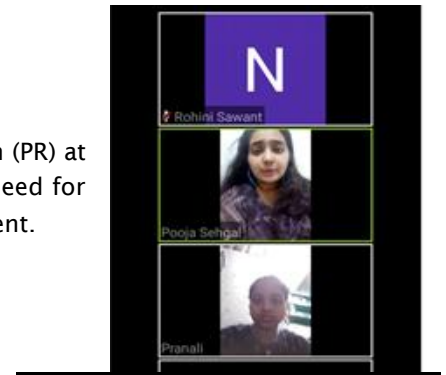 n (PR) at
eed for
ent.
N
Rohini Sawant
Pooja Sehgal
Pranali